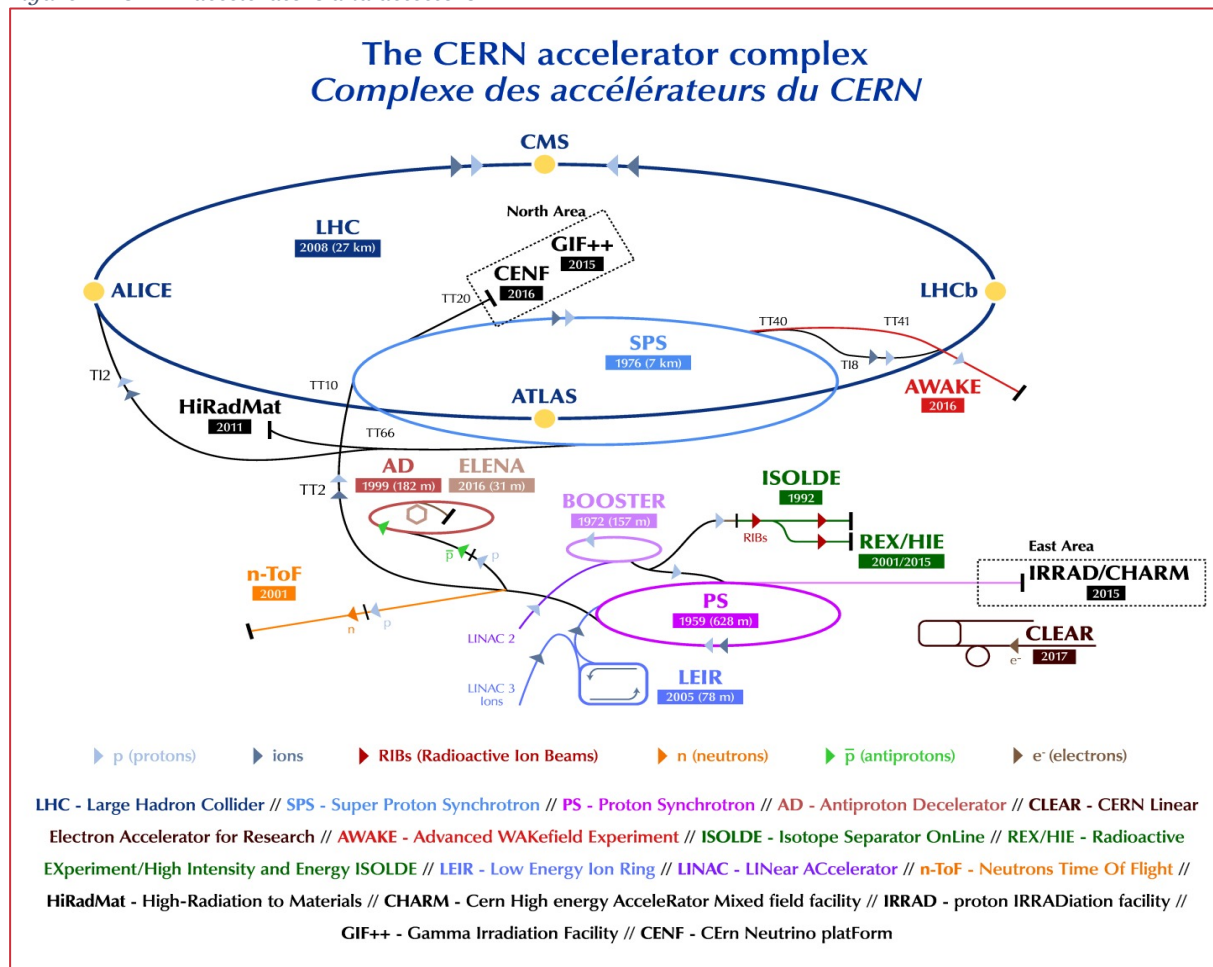 The CERN accelerator complex
Complexe des accélérateurs du CERN
CMS
North Area
LHC
2008 (27 km)
GIF++
2015
CENF
2016
ALICE
TT20
LHCb
TT40
TT41
SPS
1976 (7 km)
TI2
TT10
TI8
AWAKE
2016
HiRadMat
2011
ATLAS
TT66
AD
1999 (182 m)
ELENA
2016 (31 m)
TT2
BOOSTER
1972 (157 m)
ISOLDE
1992
RIBs
REX/HIE
2001/2015
p̅
p
East Area
n-ToF
2001
IRRAD/CHARM
2015
PS
1959 (628 m)
n
p
LINAC 2
CLEAR
2017
e-
LINAC 3
Ions
LEIR
2005 (78 m)
p (protons)
ions
RIBs (Radioactive Ion Beams)
n (neutrons)
p̅ (antiprotons)
e- (electrons)
LHC - Large Hadron Collider // SPS - Super Proton Synchrotron // PS - Proton Synchrotron // AD - Antiproton Decelerator // CLEAR - CERN Linear
Electron Accelerator for Research // AWAKE - Advanced WAKefield Experiment // ISOLDE - Isotope Separator OnLine // REX/HIE - Radioactive
EXperiment/High Intensity and Energy ISOLDE // LEIR - Low Energy Ion Ring // LINAC - LINear ACcelerator // n-ToF - Neutrons Time Of Flight //
HiRadMat - High-Radiation to Materials // CHARM - Cern High energy AcceleRator Mixed field facility // IRRAD - proton IRRADiation facility //
GIF++ - Gamma Irradiation Facility // CENF - CErn Neutrino platForm